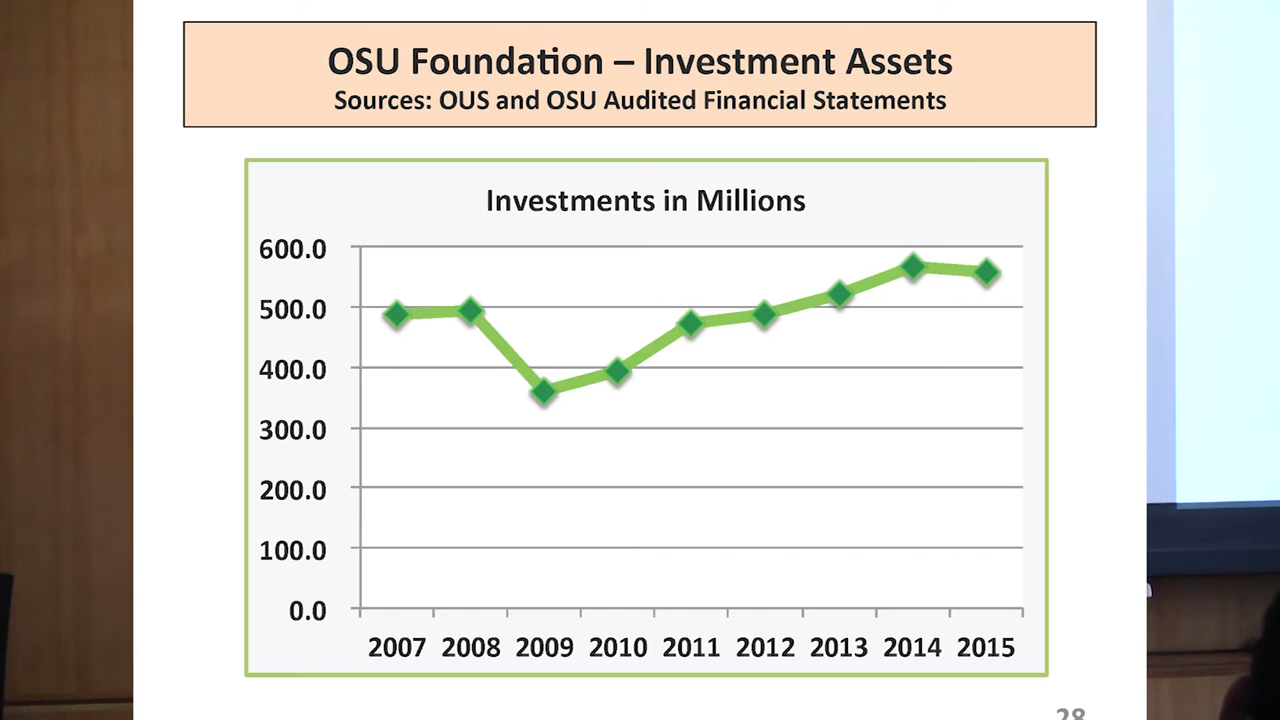 OSU Foundation – Investment Assets
Sources: OUS and OSU Audited Financial Statements
Investments in Millions
600.0
500.0
400.0
300.0
200.0
100.0
0.0
2007 2008 2009 2010 2011 2012 2013 2014 2015
28